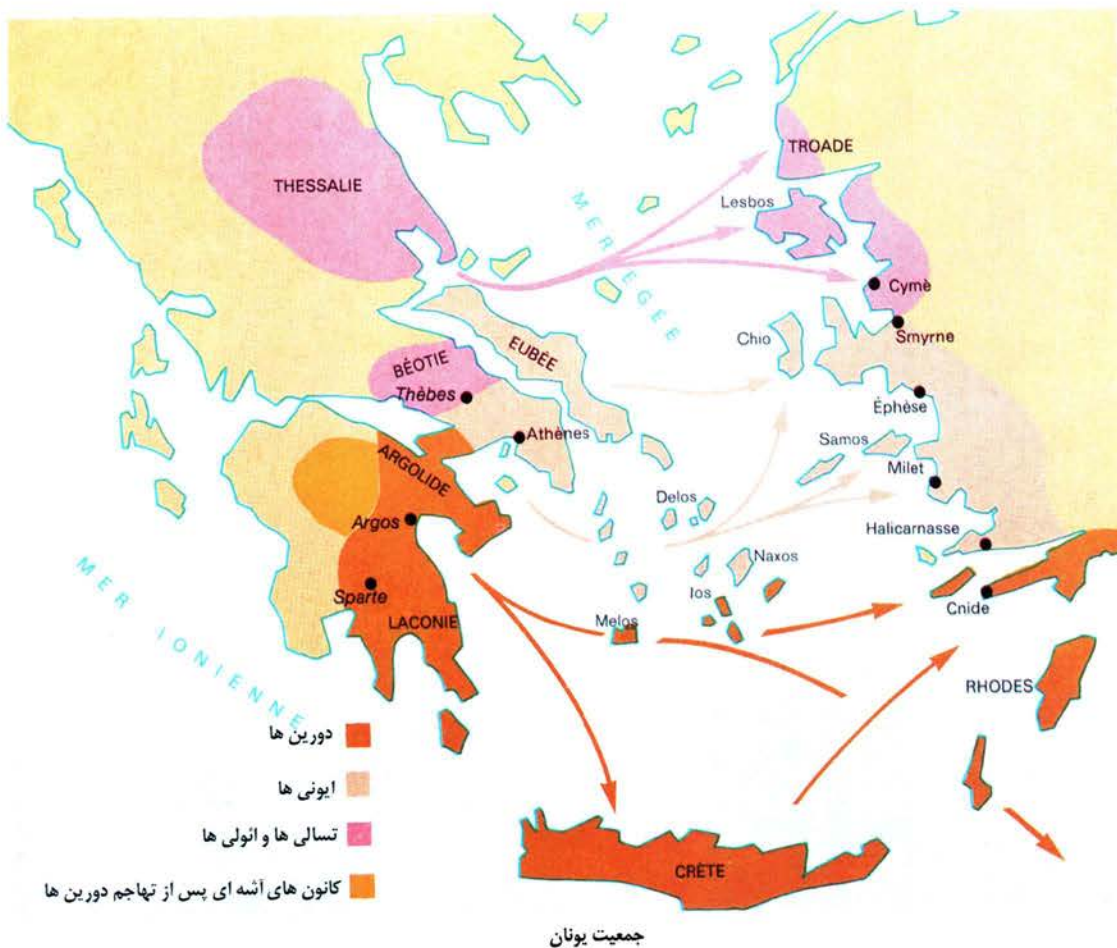 THESSALIE
TROADE
Lesbos
MER EGÉE
Cymè
Smyrne
Chio
EUBÉE
BÉOTIE
Thèbes
Éphèse
Athènes
Samos
ARGOLIDE
Milet
Delos
Argos
Halicarnasse
Naxos
Ios
Sparte
Cnide
Melos
LACONIE
MER IONIENNE
RHODES
CRÈTE
دورین ها
ایونی ها
تسالی ها و ائولی ها
کانون های آشه ای پس از تهاجم دورین ها
جمعیت یونان